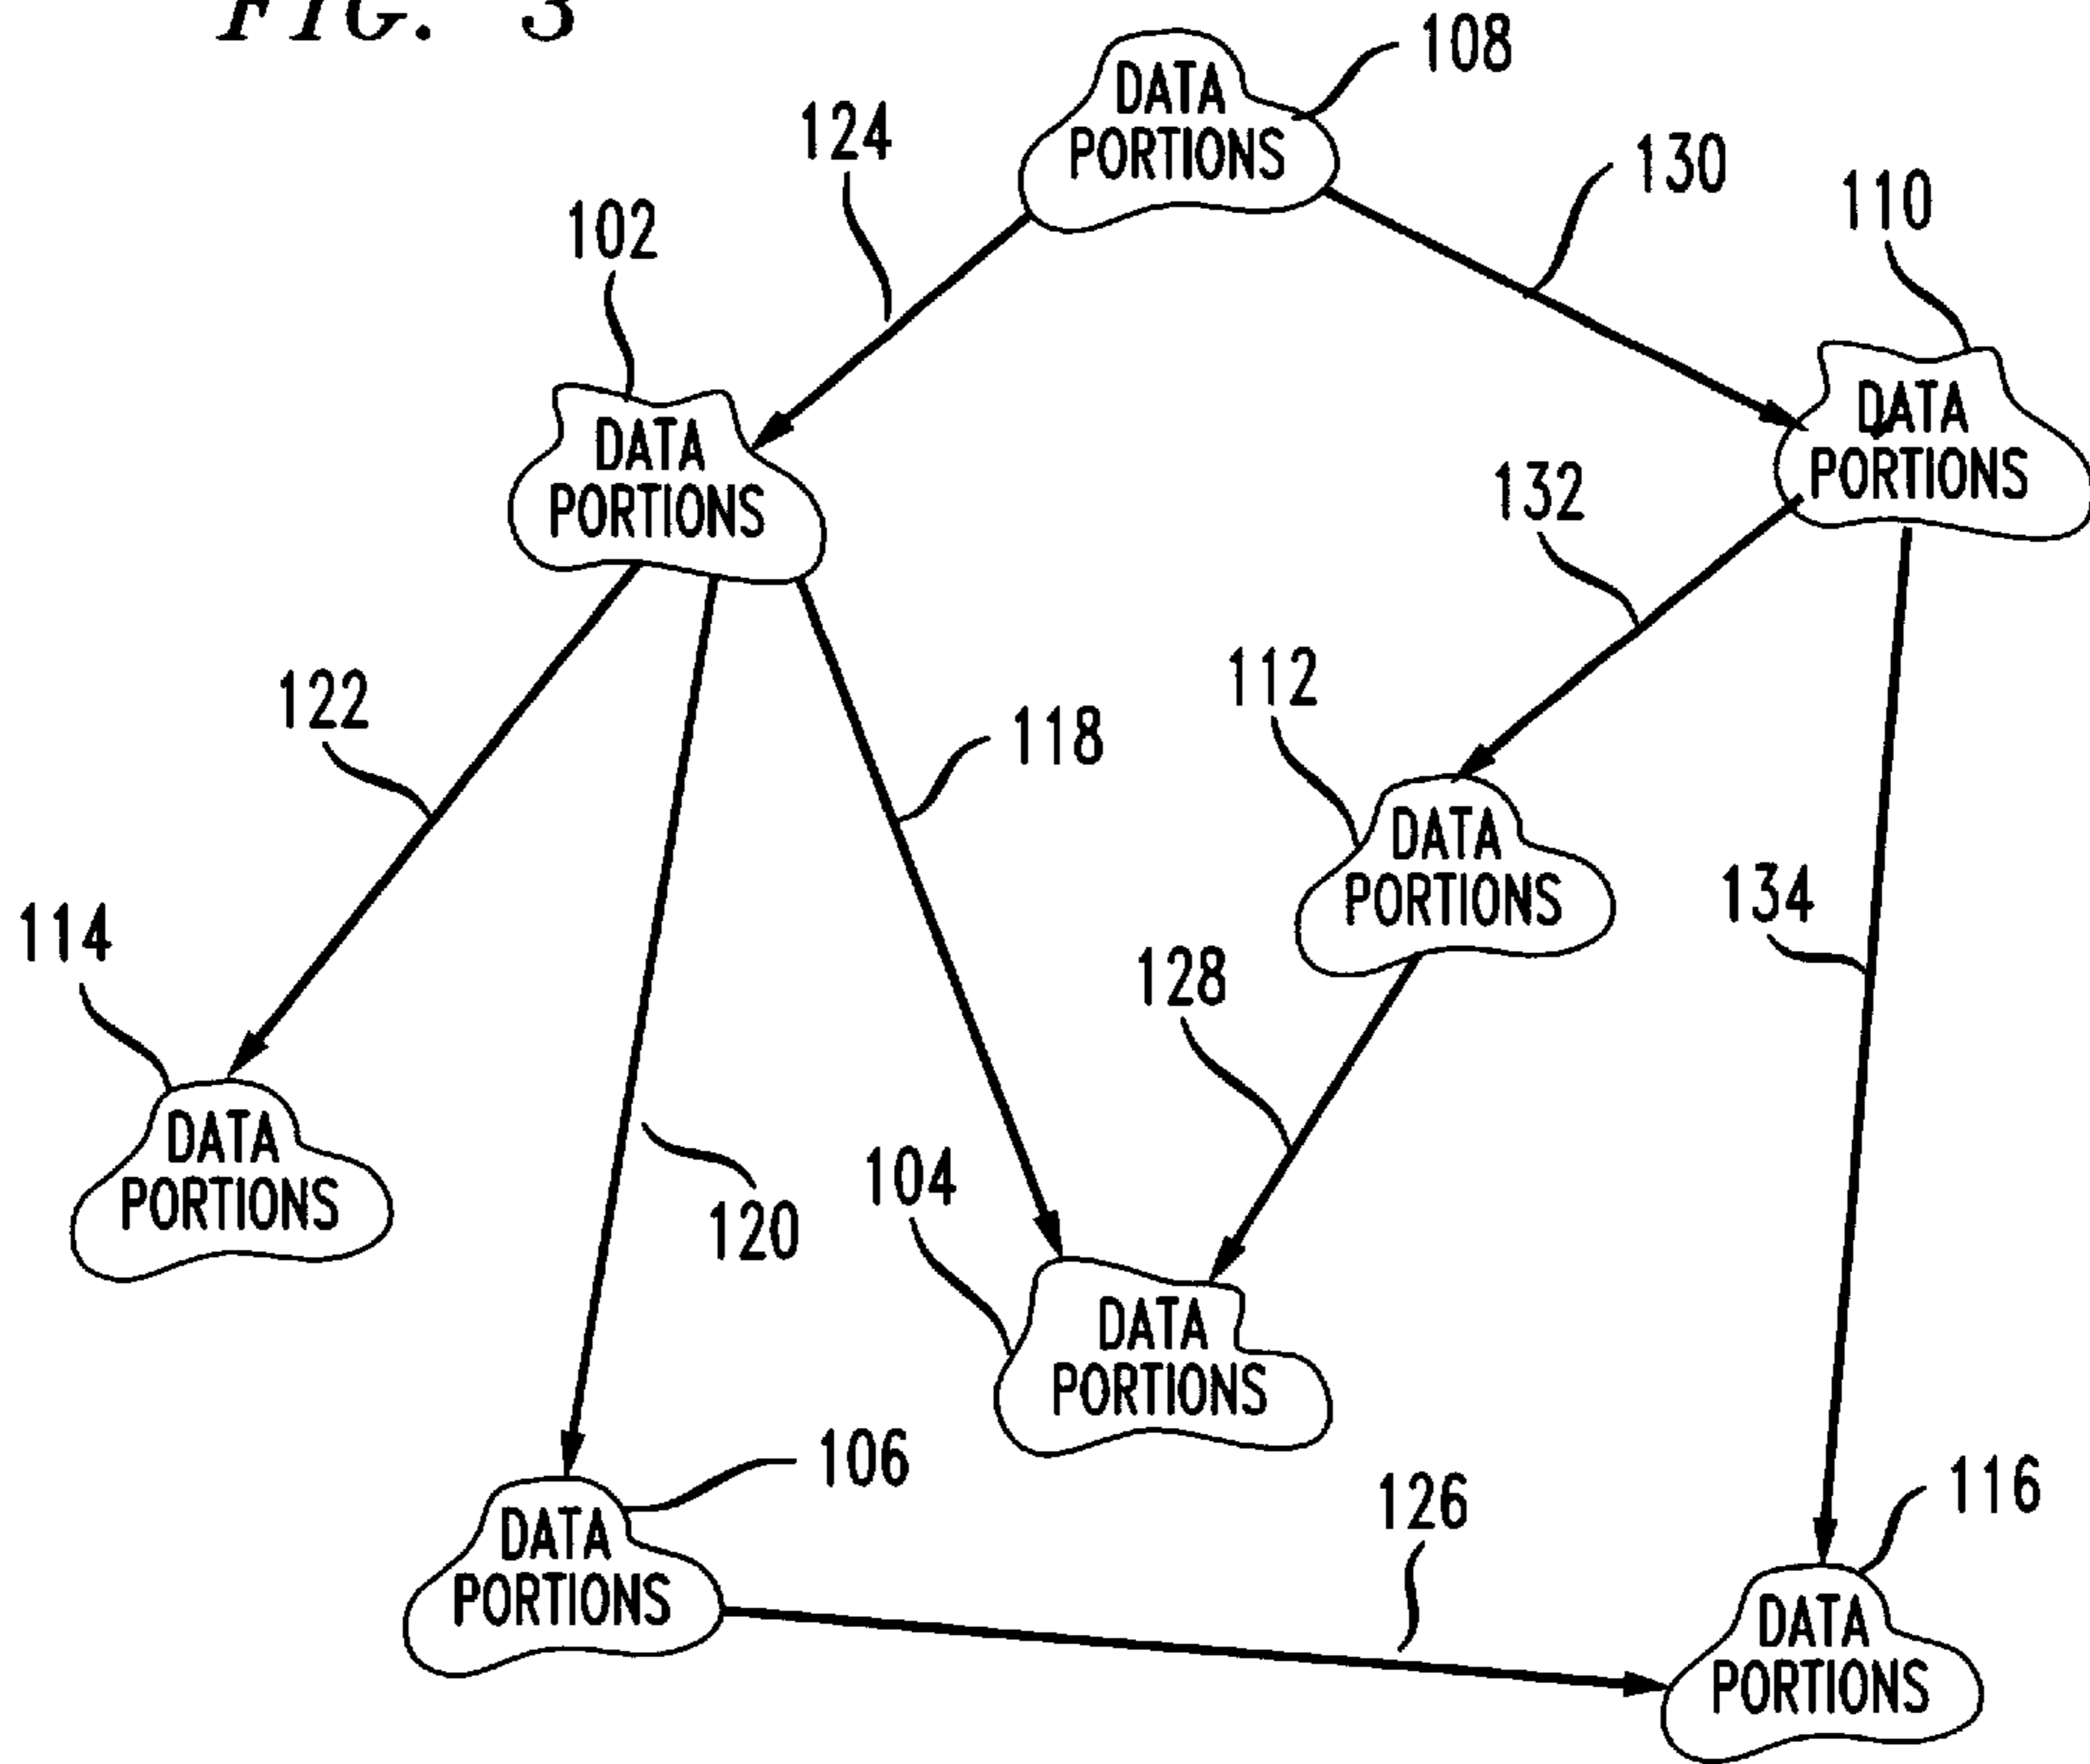 FIG. 3
108
DATA
PORTIONS
124
130
110
102
DATA
PORTIONS
DATA
PORTIONS
132
112
122
118
DATA
PORTIONS
134
114
128
DATA
PORTIONS
120
104
DATA
PORTIONS
106
126
116
DATA
PORTIONS
DATA
PORTIONS